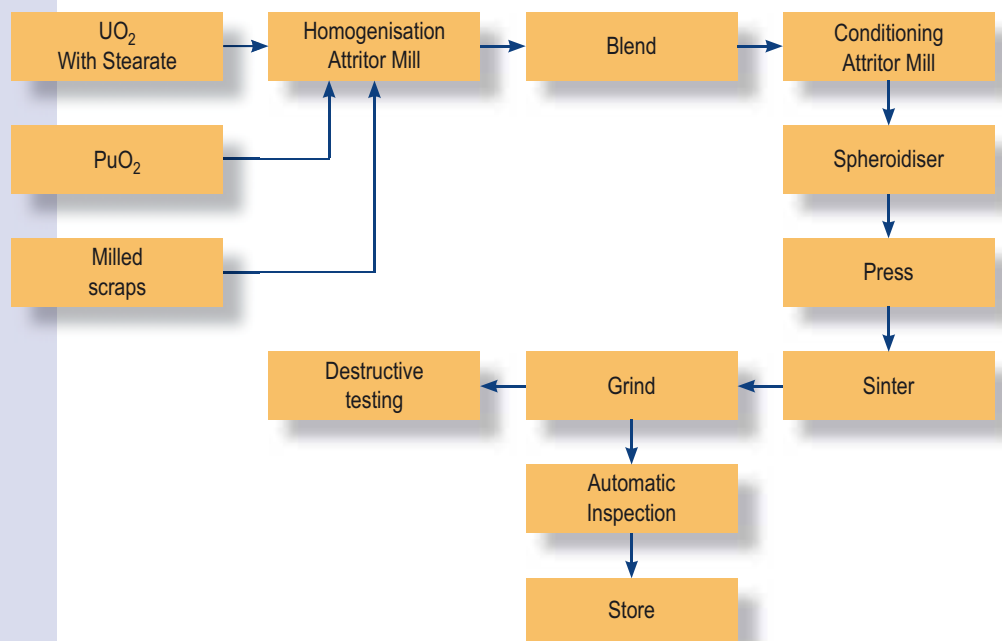 UO₂
With Stearate
Homogenisation
Attritor Mill
Blend
Conditioning
Attritor Mill
PuO₂
Spheroidiser
Milled
scraps
Press
Destructive
testing
Grind
Sinter
Automatic
Inspection
Store